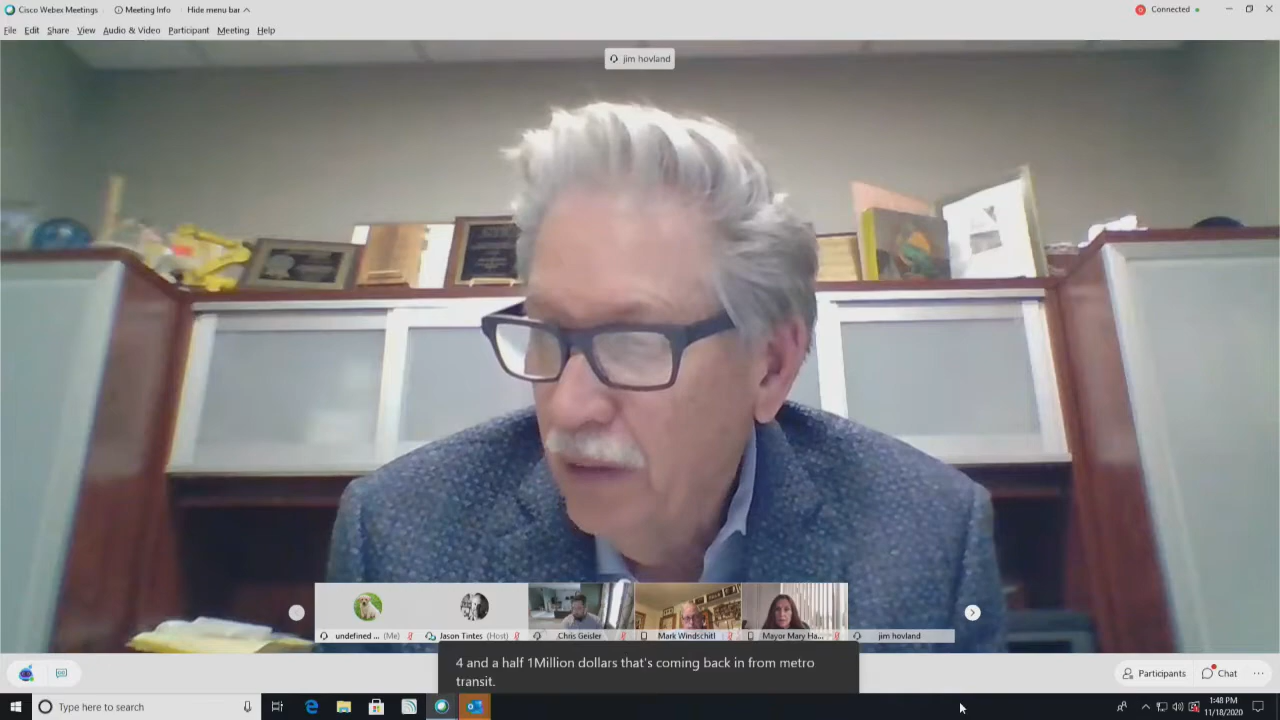 Cisco Webex Meetings
Meeting Info
Hide menu bar
Connected
File Edit Share View Audio & Video Participant Meeting Help
jim hovland
undefined ... (Me)
Jason Tintes (Host)
Chris Geisler
Mark Windschitl
Mayor Mary Ha...
jim hovland
4 and a half 1Million dollars that's coming back in from metro
transit.
Participants
Chat
Type here to search
1:48 PM
11/18/2020